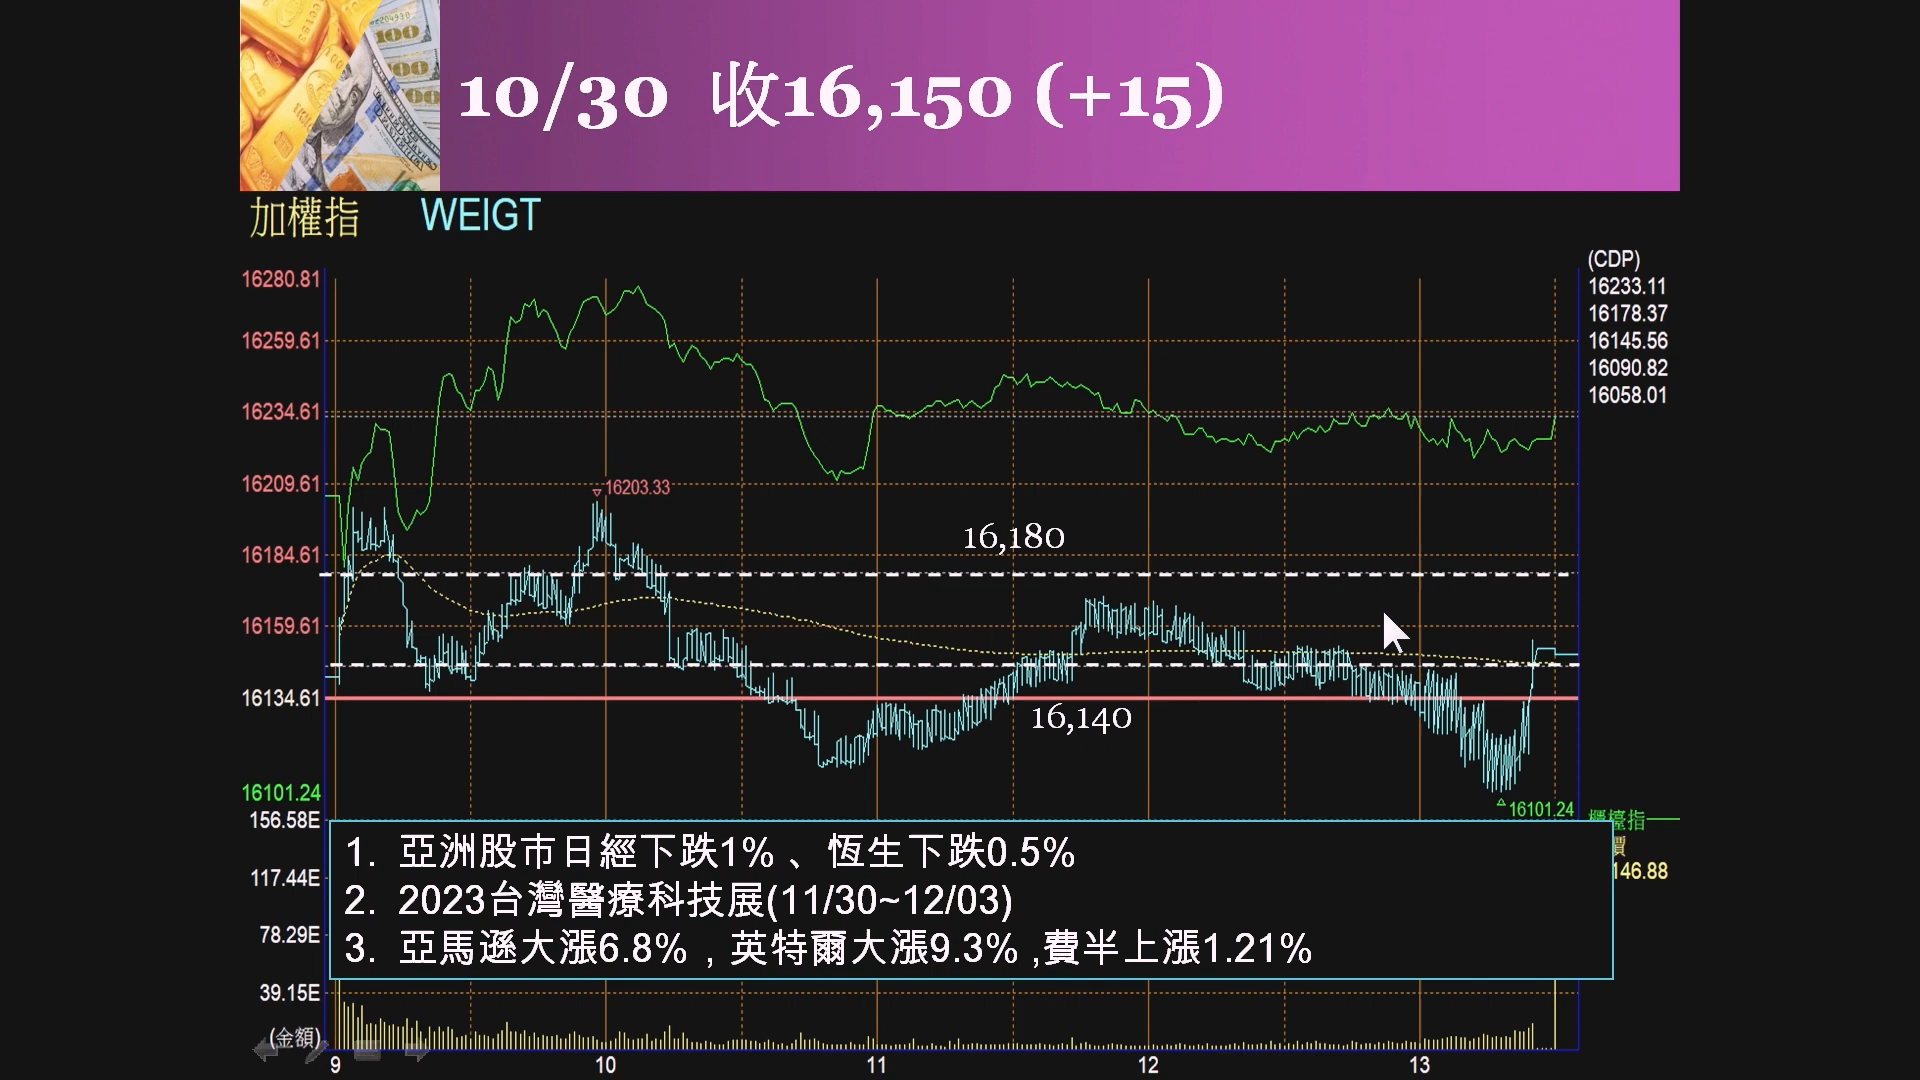 10/30 收16,150 (+15)
加權指 WEIGT
(CDP)
16233.11
16178.37
16145.56
16090.82
16058.01
16280.81
16259.61
16234.61
16209.61
16184.61
16159.61
16134.61
16101.24
156.58E
117.44E
78.29E
39.15E
(金額)
16203.33
16,180
16,140
16101.24
櫃檯指
146.88
1. 亞洲股市日經下跌1% 、恆生下跌0.5%
2. 2023台灣醫療科技展(11/30~12/03)
3. 亞馬遜大漲6.8% , 英特爾大漲9.3% ,費半上漲1.21%
9 10 11 12 13